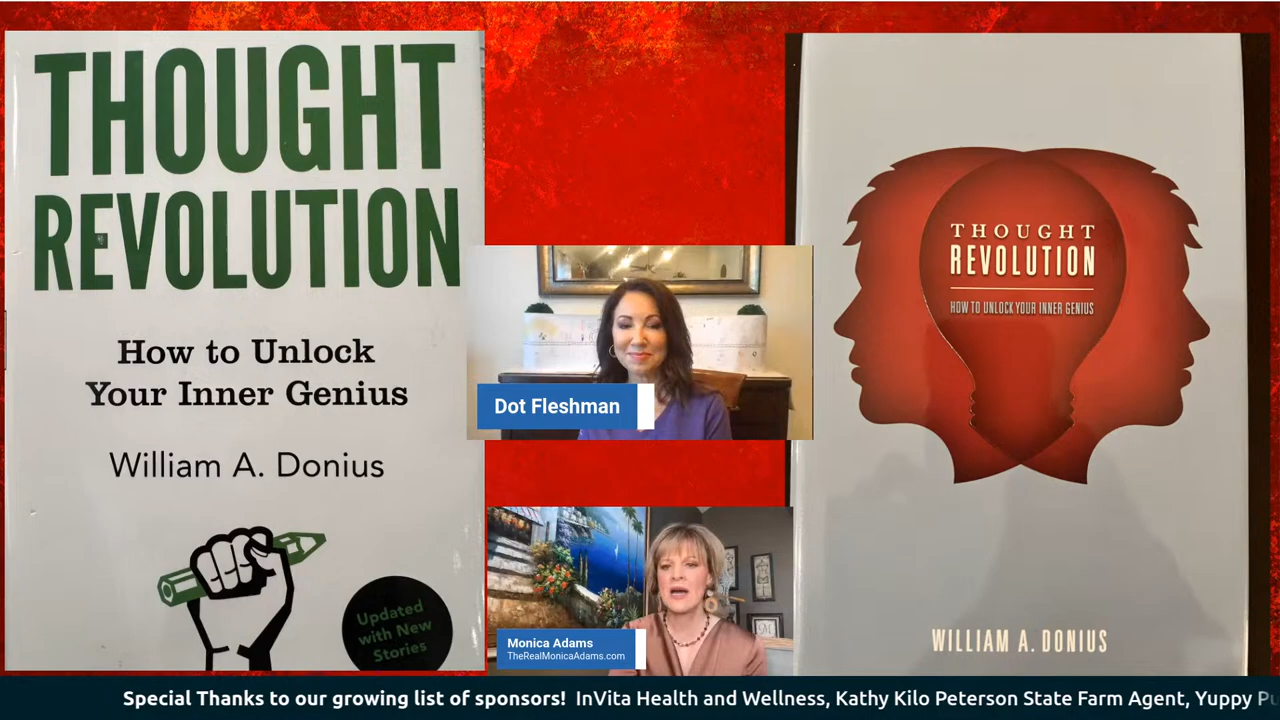 THOUGHT
REVOLUTION
How to Unlock
Your Inner Genius
William A. Donius
Updated
with New
Stories
Dot Fleshman
Monica Adams
TheRealMonicaAdams.com
THOUGHT
REVOLUTION
HOW TO UNLOCK YOUR INNER GENIUS
WILLIAM A. DONIUS
Special Thanks to our growing list of sponsors! InVita Health and Wellness, Kathy Kilo Peterson State Farm Agent, Yuppy